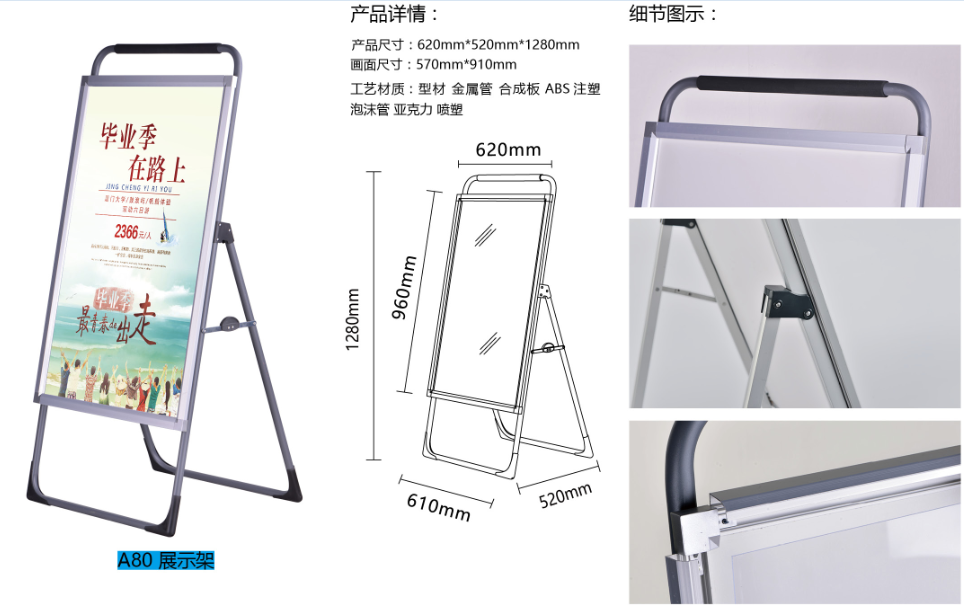 产品详情：
产品尺寸：620mm*520mm*1280mm
画面尺寸：570mm*910mm
工艺材质：型材 金属管 合成板 ABS 注塑
泡沫管 亚克力 喷塑
细节图示：
毕业季
在路上
JING CHENG YI RI YOU
2366元/人
毕业季
最青春de出走
620mm
1280mm
960mm
610mm
520mm
A80 展示架